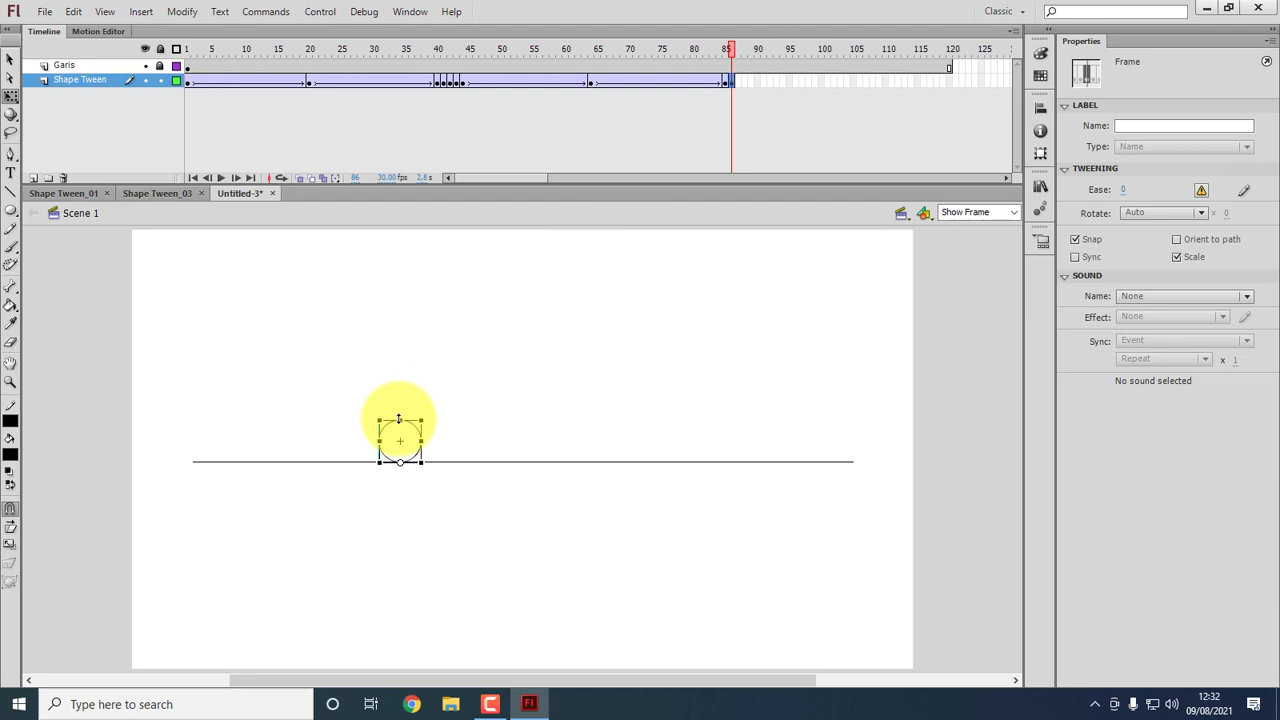 Fl File Edit View Insert Modify Text Commands Control Debug Window Help Classic
Timeline Motion Editor
1 5 10 15 20 25 30 35 40 45 50 55 60 65 70 75 80 85 90 95 100 105 110 115 120 125
Garis
Shape Tween
86 30.00fps 2.8s
Shape Tween_01 × Shape Tween_03 × Untitled-3* ×
Scene 1 Show Frame
Properties
Frame
LABEL
Name:
Type: Name
TWEENING
Ease: 0
Rotate: Auto x 0
Snap Orient to path
Sync Scale
SOUND
Name: None
Effect: None
Sync: Event
Repeat x 1
No sound selected
Type here to search
Fl
12:32
09/08/2021